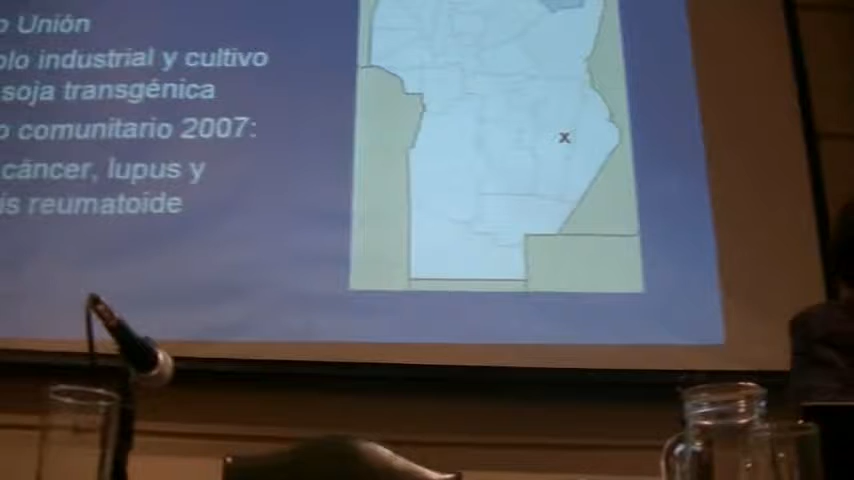 o Unión
olo industrial y cultivo
soja transgénica
o comunitario 2007:
cáncer, lupus y
is reumatoide
x